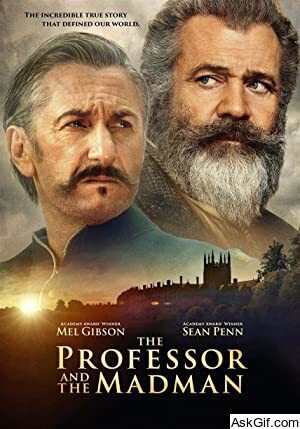 THE INCREDIBLE TRUE STORY
THAT DEFINED OUR WORLD.
ACADEMY AWARD® WINNER
MEL GIBSON
ACADEMY AWARD® WINNER
SEAN PENN
THE
PROFESSOR
AND THE MADMAN
AskGif.com